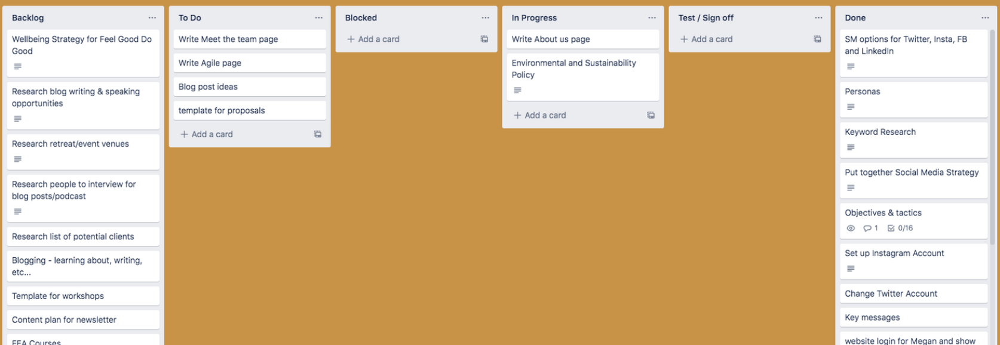 Backlog
Wellbeing Strategy for Feel Good Do
Good
Research blog writing & speaking
opportunities
Research retreat/event venues
Research people to interview for
blog posts/podcast
Research list of potential clients
Blogging - learning about, writing,
etc...
Template for workshops
Content plan for newsletter
FEA Courses
To Do
Write Meet the team page
Write Agile page
Blog post ideas
template for proposals
+ Add a card
Blocked
+ Add a card
In Progress
Write About us page
Environmental and Sustainability
Policy
+ Add a card
Test / Sign off
+ Add a card
Done
SM options for Twitter, Insta, FB
and LinkedIn
Personas
Keyword Research
Put together Social Media Strategy
Objectives & tactics
1 0/16
Set up Instagram Account
Change Twitter Account
Key messages
website login for Megan and show